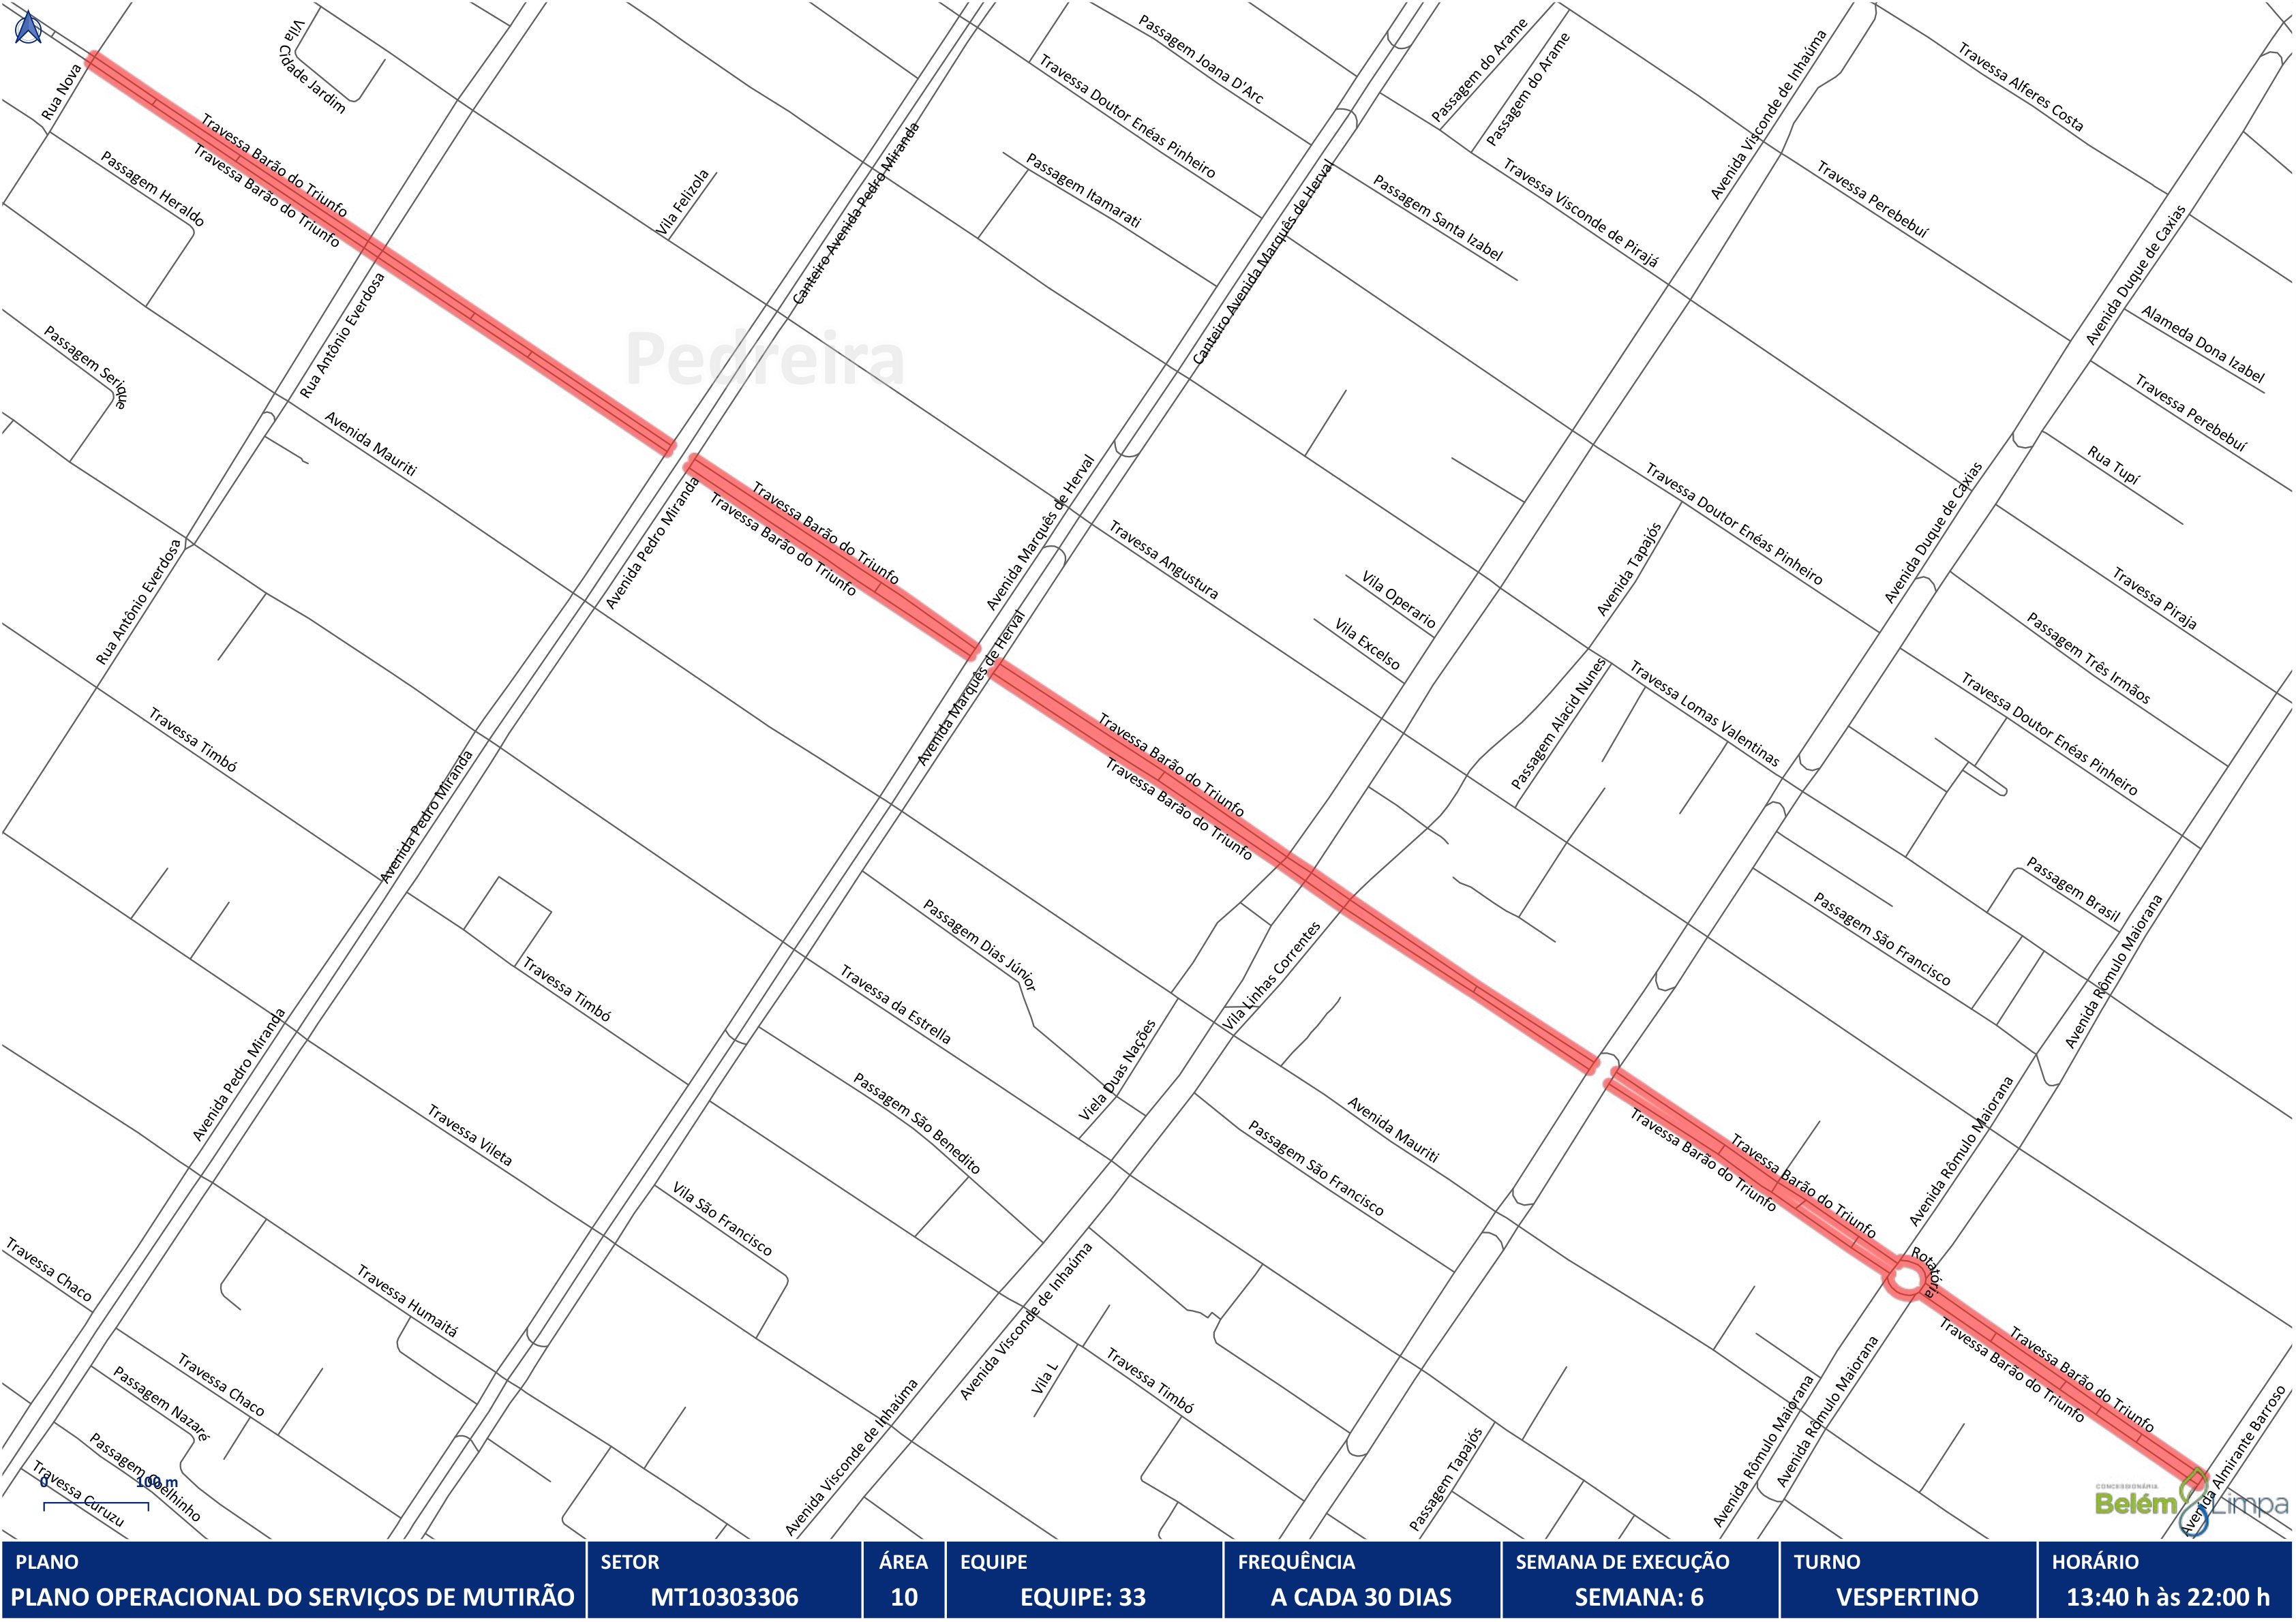 Vila Cidade Jardim
Passagem Joana D'Arc
Passagem do Arame
Passagem do Arame
Avenida Visconde de Inhaúma
Travessa Alferes Costa
Rua Nova
Travessa Doutor Enéas Pinheiro
Travessa Barão do Triunfo
Travessa Barão do Triunfo
Passagem Heraldo
Canteiro Avenida Pedro Miranda
Passagem Itamarati
Vila Felizola
Canteiro Avenida Marquês de Herval
Passagem Santa Izabel
Travessa Visconde de Pirajá
Travessa Perebebuí
Avenida Duque de Caxias
Rua Antônio Everdosa
Passagem Serique
Pedreira
Alameda Dona Izabel
Travessa Perebebuí
Avenida Mauriti
Rua Tupí
Avenida Marquês de Herval
Travessa Doutor Enéas Pinheiro
Avenida Duque de Caxias
Avenida Pedro Miranda
Travessa Barão do Triunfo
Travessa Barão do Triunfo
Travessa Angustura
Avenida Tapajós
Rua Antônio Everdosa
Vila Operario
Vila Excelso
Travessa Piraja
Passagem Três Irmãos
Avenida Marquês de Herval
Travessa Lomas Valentinas
Passagem Alacid Nunes
Travessa Doutor Enéas Pinheiro
Travessa Timbó
Avenida Pedro Miranda
Travessa Barão do Triunfo
Travessa Barão do Triunfo
Passagem Brasil
Passagem São Francisco
Avenida Rômulo Maiorana
Passagem Dias Júnior
Vila Linhas Correntes
Travessa Timbó
Travessa da Estrella
Viela Duas Nações
Avenida Pedro Miranda
Passagem São Benedito
Travessa Vileta
Avenida Mauriti
Passagem São Francisco
Travessa Barão do Triunfo
Travessa Barão do Triunfo
Avenida Rômulo Maiorana
Rotatória
Vila São Francisco
Travessa Chaco
Travessa Humaitá
Avenida Visconde de Inhaúma
Travessa Barão do Triunfo
Travessa Barão do Triunfo
Travessa Chaco
Passagem Nazaré
Vila L
Travessa Timbó
Avenida Visconde de Inhaúma
Passagem Tapajós
Avenida Rômulo Maiorana
Avenida Rômulo Maiorana
Avenida Almirante Barroso
Passagem Coelhinho
Travessa Curuzu
0 100 m
CONCESSIONÁRIA
Belém Limpa
PLANO
PLANO OPERACIONAL DO SERVIÇOS DE MUTIRÃO
SETOR
MT10303306
ÁREA
10
EQUIPE
EQUIPE: 33
FREQUÊNCIA
A CADA 30 DIAS
SEMANA DE EXECUÇÃO
SEMANA: 6
TURNO
VESPERTINO
HORÁRIO
13:40 h às 22:00 h